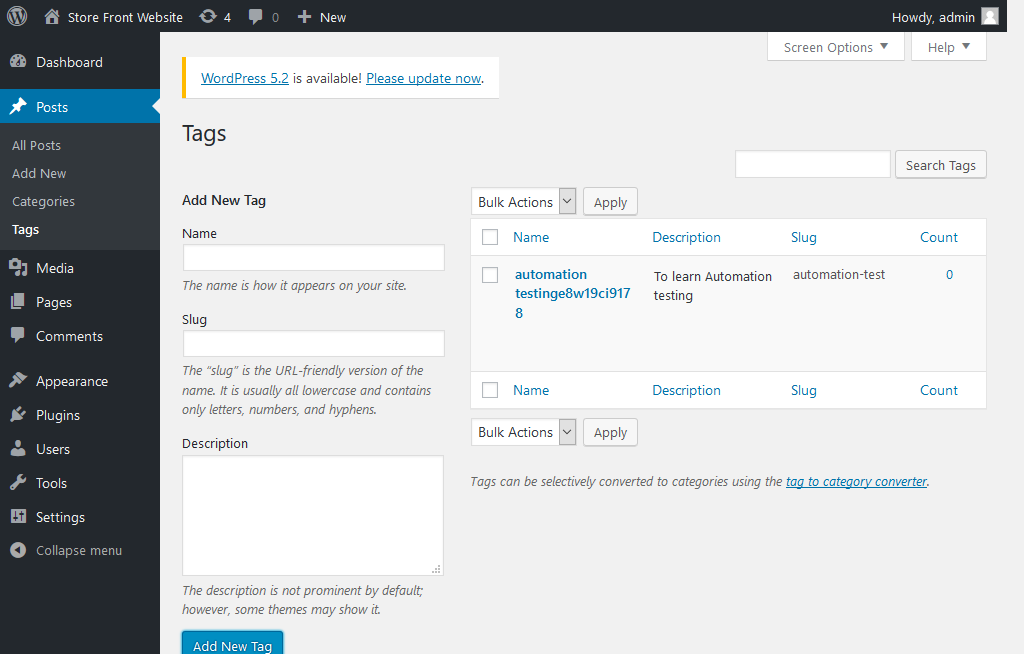 Store Front Website 4 0 New Howdy, admin
Screen Options Help
Dashboard
Posts
All Posts
Add New
Categories
Tags
Media
Pages
Comments
Appearance
Plugins
Users
Tools
Settings
Collapse menu
WordPress 5.2 is available! Please update now.
Tags
Search Tags
Add New Tag
Name
The name is how it appears on your site.
Slug
The “slug” is the URL-friendly version of the
name. It is usually all lowercase and contains
only letters, numbers, and hyphens.
Description
The description is not prominent by default;
however, some themes may show it.
Add New Tag
Bulk Actions Apply
Name Description Slug Count
automation To learn Automation automation-test 0
testinge8w19ci917 testing
8
Name Description Slug Count
Bulk Actions Apply
Tags can be selectively converted to categories using the tag to category converter.